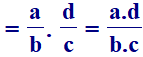 = a/b . d/c = a.d/b.c